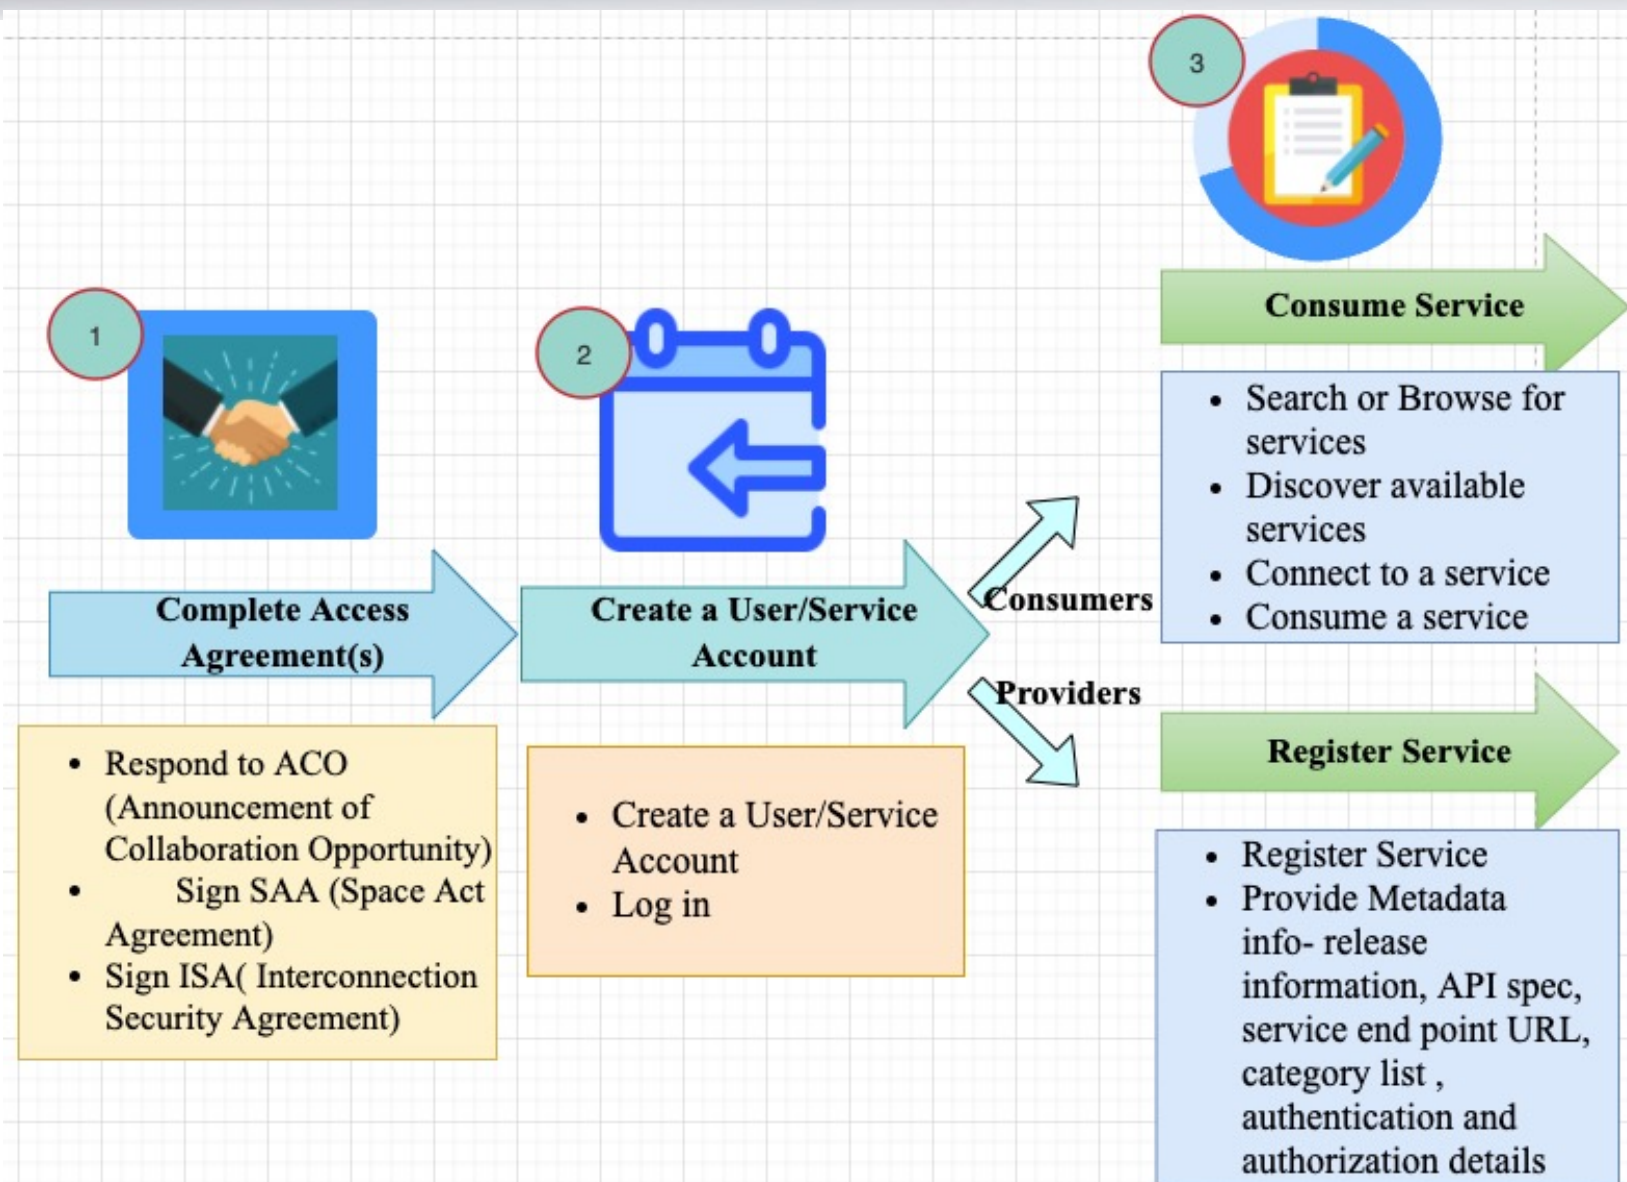 1
Complete Access
Agreement(s)
• Respond to ACO
(Announcement of
Collaboration Opportunity)
• Sign SAA (Space Act
Agreement)
• Sign ISA( Interconnection
Security Agreement)
2
Create a User/Service
Account
• Create a User/Service
Account
• Log in
Consumers
Providers
3
Consume Service
• Search or Browse for
services
• Discover available
services
• Connect to a service
• Consume a service
Register Service
• Register Service
• Provide Metadata
info- release
information, API spec,
service end point URL,
category list ,
authentication and
authorization details